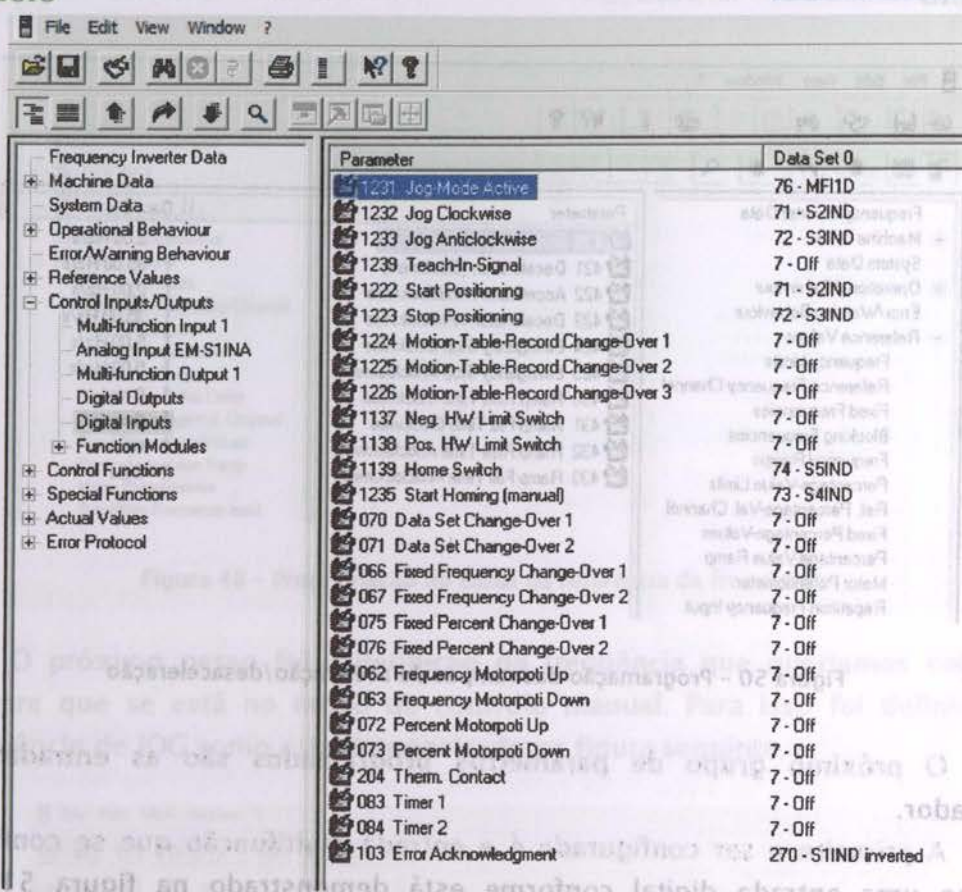 File Edit View Window ?
Frequency Inverter Data
Machine Data
System Data
Operational Behaviour
Error/Warning Behaviour
Reference Values
Control Inputs/Outputs
Multi-function Input 1
Analog Input EM-S1INA
Multi-function Output 1
Digital Outputs
Digital Inputs
Function Modules
Control Functions
Special Functions
Actual Values
Error Protocol
Parameter Data Set 0
1231 Jog-Mode Active 76 - MFI1D
1232 Jog Clockwise 71 - S2IND
1233 Jog Anticlockwise 72 - S3IND
1239 Teach-In-Signal 7 - Off
1222 Start Positioning 71 - S2IND
1223 Stop Positioning 72 - S3IND
1224 Motion-Table-Record Change-Over 1 7 - Off
1225 Motion-Table-Record Change-Over 2 7 - Off
1226 Motion-Table-Record Change-Over 3 7 - Off
1137 Neg. HW Limit Switch 7 - Off
1138 Pos. HW Limit Switch 7 - Off
1139 Home Switch 74 - S5IND
1235 Start Homing (manual) 73 - S4IND
070 Data Set Change-Over 1 7 - Off
071 Data Set Change-Over 2 7 - Off
066 Fixed Frequency Change-Over 1 7 - Off
067 Fixed Frequency Change-Over 2 7 - Off
075 Fixed Percent Change-Over 1 7 - Off
076 Fixed Percent Change-Over 2 7 - Off
062 Frequency Motorpoti Up 7 - Off
063 Frequency Motorpoti Down 7 - Off
072 Percent Motorpoti Up 7 - Off
073 Percent Motorpoti Down 7 - Off
204 Therm. Contact 7 - Off
083 Timer 1 7 - Off
084 Timer 2 7 - Off
103 Error Acknowledgment 270 - S1IND inverted